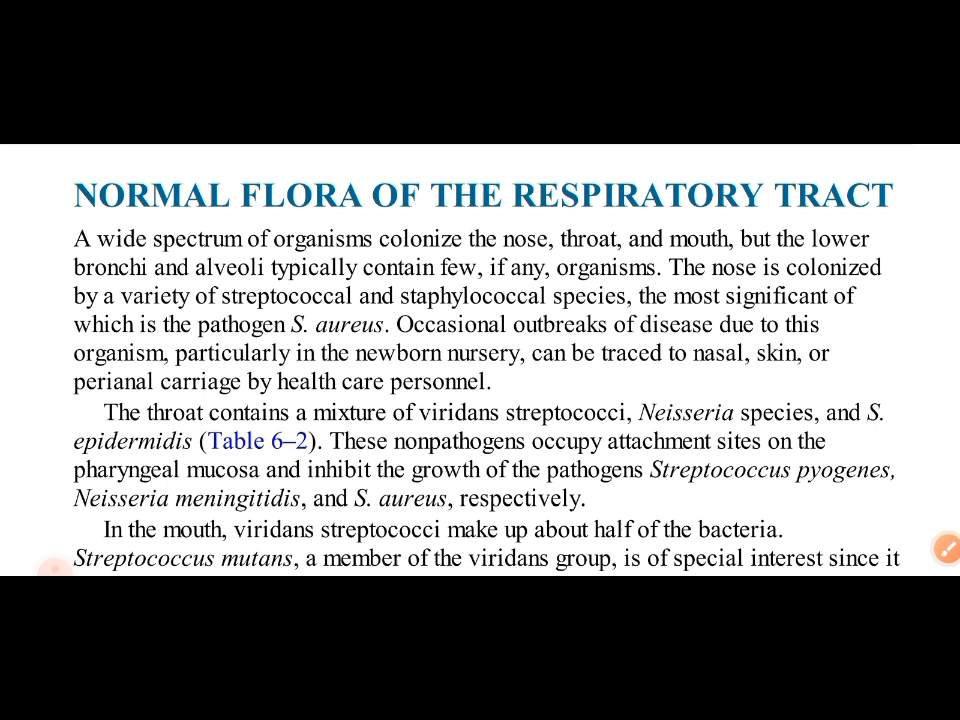 NORMAL FLORA OF THE RESPIRATORY TRACT
A wide spectrum of organisms colonize the nose, throat, and mouth, but the lower
bronchi and alveoli typically contain few, if any, organisms. The nose is colonized
by a variety of streptococcal and staphylococcal species, the most significant of
which is the pathogen S. aureus. Occasional outbreaks of disease due to this
organism, particularly in the newborn nursery, can be traced to nasal, skin, or
perianal carriage by health care personnel.
The throat contains a mixture of viridans streptococci, Neisseria species, and S.
epidermidis (Table 6–2). These nonpathogens occupy attachment sites on the
pharyngeal mucosa and inhibit the growth of the pathogens Streptococcus pyogenes,
Neisseria meningitidis, and S. aureus, respectively.
In the mouth, viridans streptococci make up about half of the bacteria.
Streptococcus mutans, a member of the viridans group, is of special interest since it